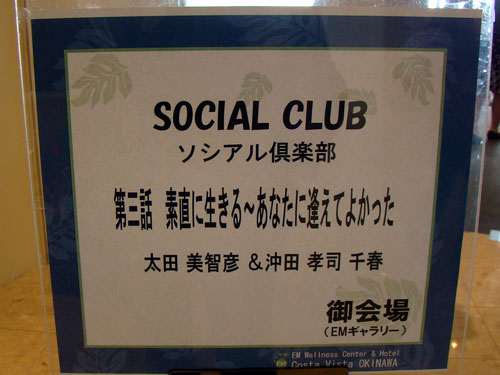 SOCIAL CLUB
ソシアル倶楽部
第三話 素直に生きる～あなたに逢えてよかった
太田 美智彦 &沖田 孝司 千春
御会場
(EMギャラリー)
EM Wellness Center & Hotel
Costa Vista OKINAWA